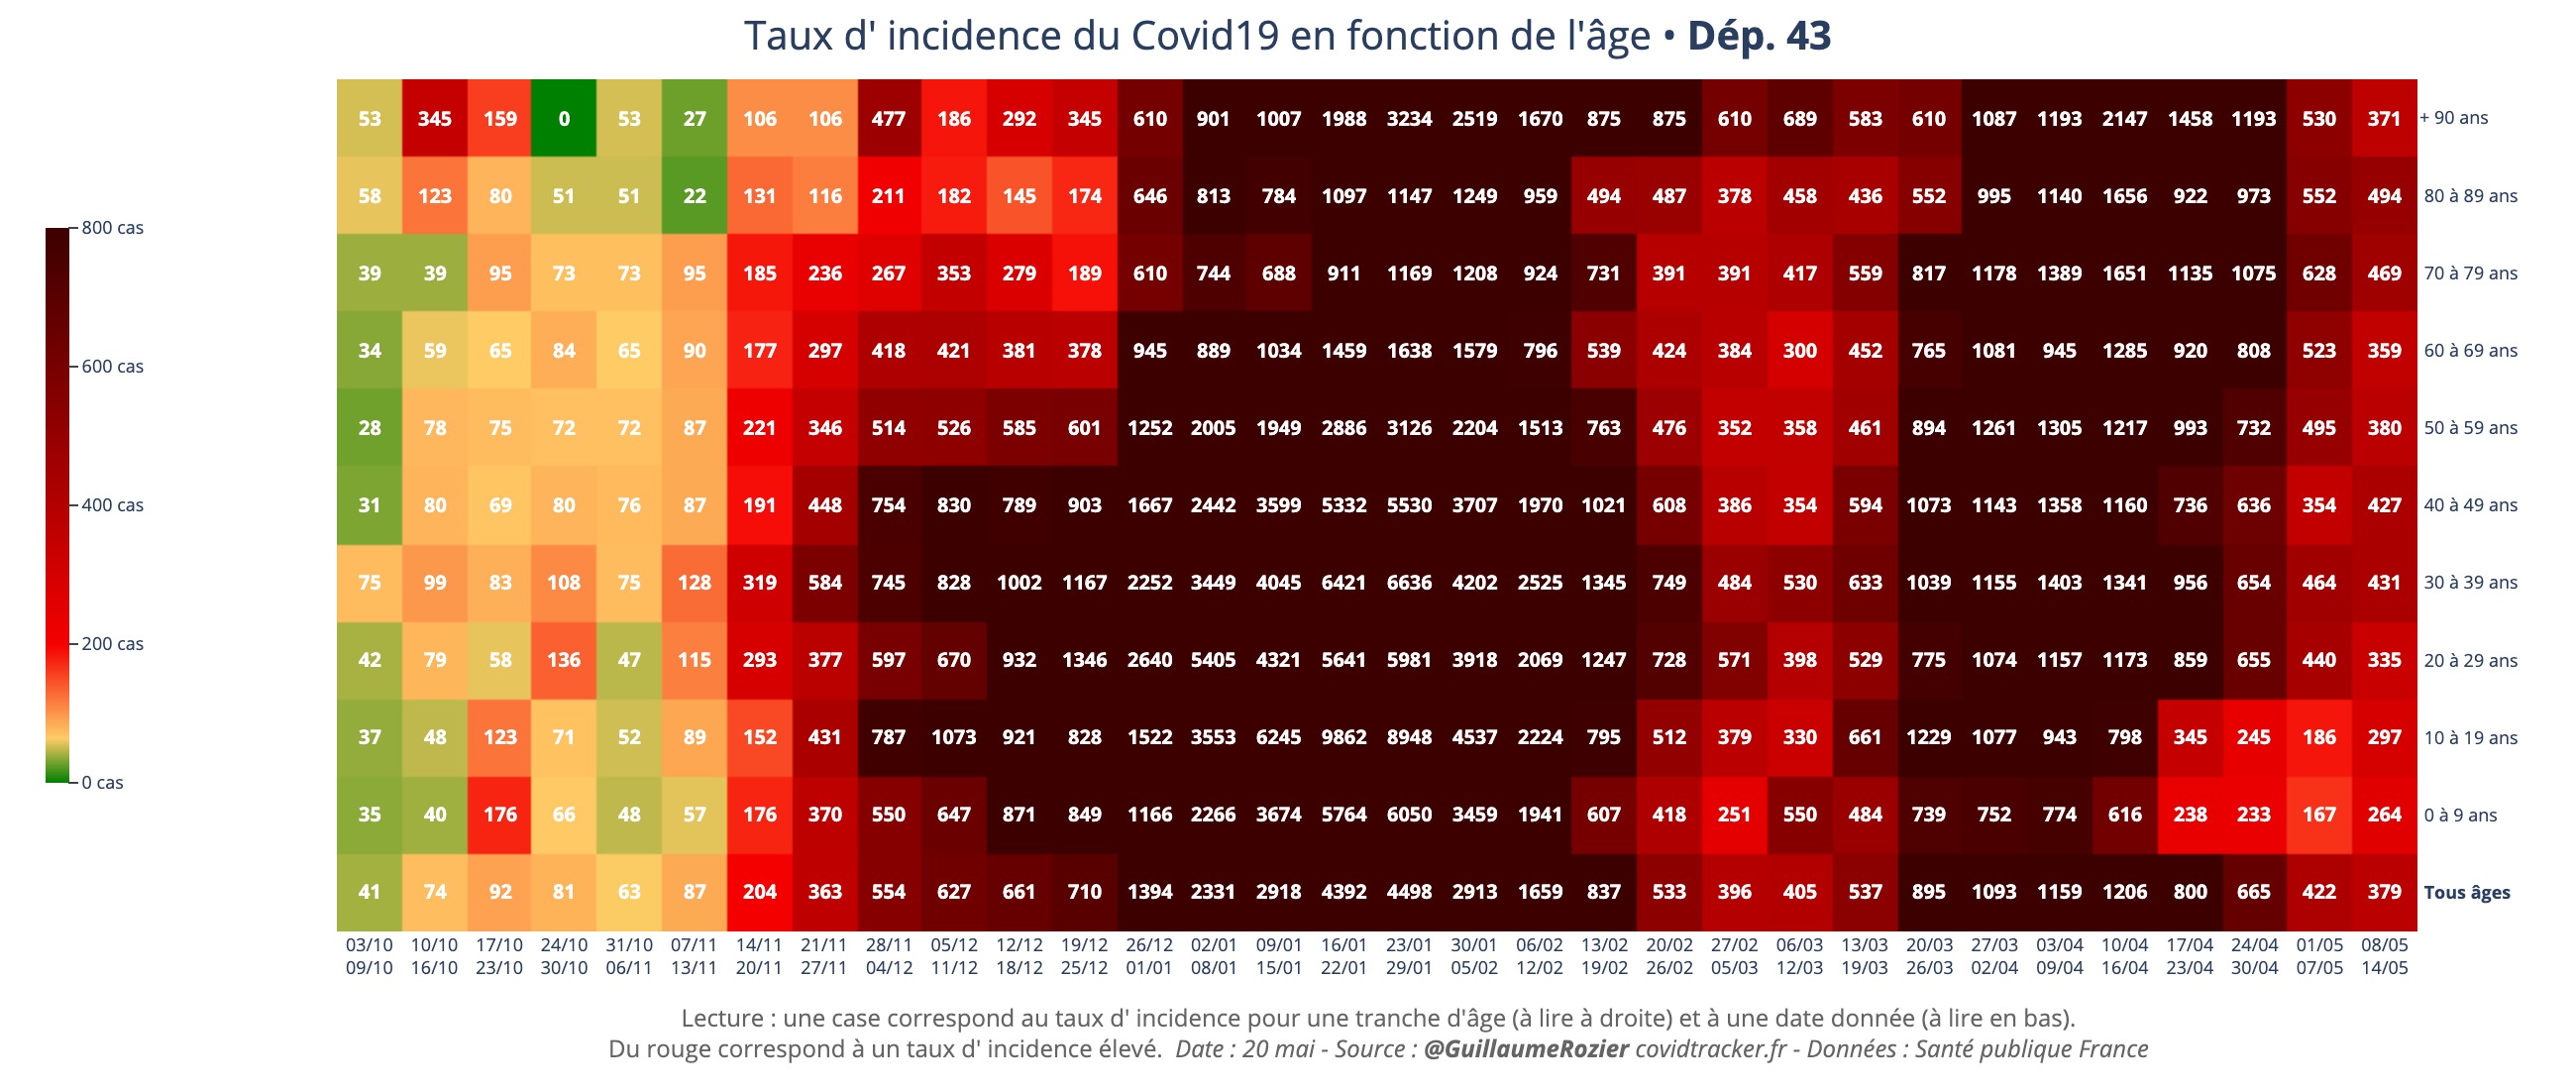 Taux d' incidence du Covid19 en fonction de l'âge • Dép. 43
800 cas
600 cas
400 cas
200 cas
0 cas
53 345 159 0 53 27 106 106 477 186 292 345 610 901 1007 1988 3234 2519 1670 875 875 610 689 583 610 1087 1193 2147 1458 1193 530 371 + 90 ans
58 123 80 51 51 22 131 116 211 182 145 174 646 813 784 1097 1147 1249 959 494 487 378 458 436 552 995 1140 1656 922 973 552 494 80 à 89 ans
39 39 95 73 73 95 185 236 267 353 279 189 610 744 688 911 1169 1208 924 731 391 391 417 559 817 1178 1389 1651 1135 1075 628 469 70 à 79 ans
34 59 65 84 65 90 177 297 418 421 381 378 945 889 1034 1459 1638 1579 796 539 424 384 300 452 765 1081 945 1285 920 808 523 359 60 à 69 ans
28 78 75 72 72 87 221 346 514 526 585 601 1252 2005 1949 2886 3126 2204 1513 763 476 352 358 461 894 1261 1305 1217 993 732 495 380 50 à 59 ans
31 80 69 80 76 87 191 448 754 830 789 903 1667 2442 3599 5332 5530 3707 1970 1021 608 386 354 594 1073 1143 1358 1160 736 636 354 427 40 à 49 ans
75 99 83 108 75 128 319 584 745 828 1002 1167 2252 3449 4045 6421 6636 4202 2525 1345 749 484 530 633 1039 1155 1403 1341 956 654 464 431 30 à 39 ans
42 79 58 136 47 115 293 377 597 670 932 1346 2640 5405 4321 5641 5981 3918 2069 1247 728 571 398 529 775 1074 1157 1173 859 655 440 335 20 à 29 ans
37 48 123 71 52 89 152 431 787 1073 921 828 1522 3553 6245 9862 8948 4537 2224 795 512 379 330 661 1229 1077 943 798 345 245 186 297 10 à 19 ans
35 40 176 66 48 57 176 370 550 647 871 849 1166 2266 3674 5764 6050 3459 1941 607 418 251 550 484 739 752 774 616 238 233 167 264 0 à 9 ans
41 74 92 81 63 87 204 363 554 627 661 710 1394 2331 2918 4392 4498 2913 1659 837 533 396 405 537 895 1093 1159 1206 800 665 422 379 Tous âges
03/10 10/10 17/10 24/10 31/10 07/11 14/11 21/11 28/11 05/12 12/12 19/12 26/12 02/01 09/01 16/01 23/01 30/01 06/02 13/02 20/02 27/02 06/03 13/03 20/03 27/03 03/04 10/04 17/04 24/04 01/05 08/05
09/10 16/10 23/10 30/10 06/11 13/11 20/11 27/11 04/12 11/12 18/12 25/12 01/01 08/01 15/01 22/01 29/01 05/02 12/02 19/02 26/02 05/03 12/03 19/03 26/03 02/04 09/04 16/04 23/04 30/04 07/05 14/05
Lecture : une case correspond au taux d' incidence pour une tranche d'âge (à lire à droite) et à une date donnée (à lire en bas).
Du rouge correspond à un taux d' incidence élevé. Date : 20 mai - Source : @GuillaumeRozier covidtracker.fr - Données : Santé publique France